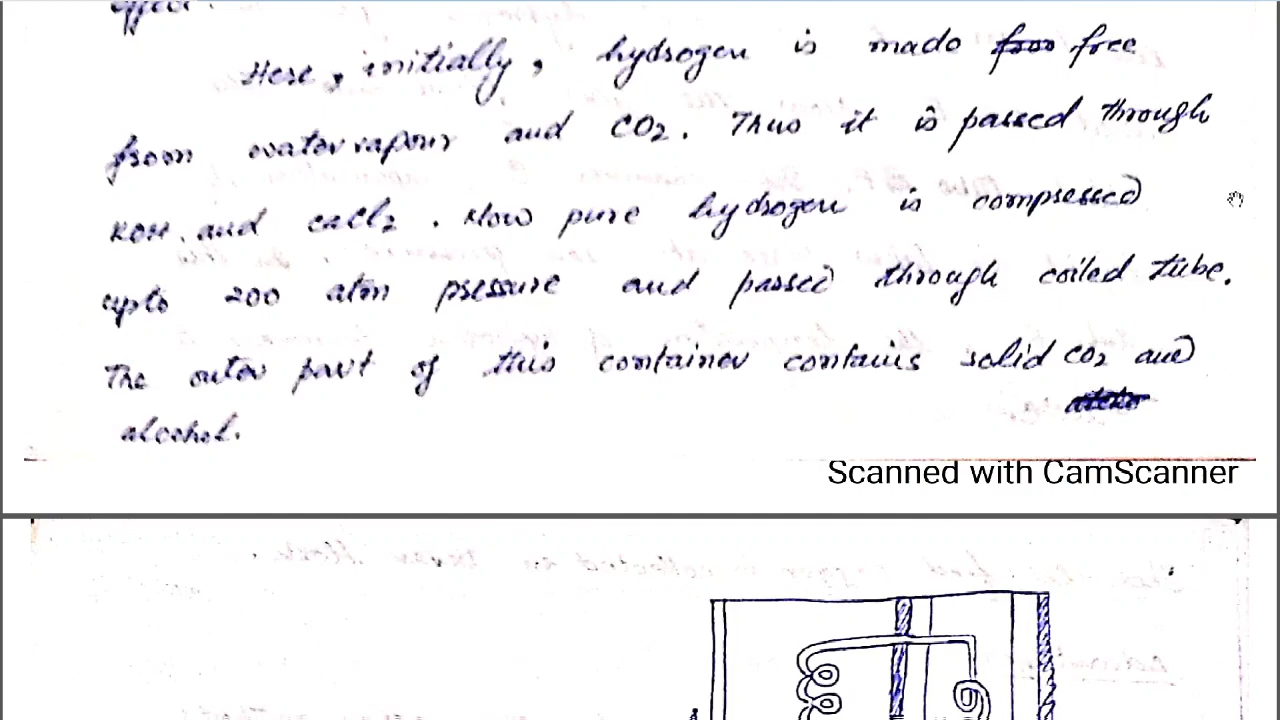 effect.
Here, initially, hydrogen is made free
from watervapour and CO2. Thus it is passed through
KOH and CaCl2. Now pure hydrogen is compressed
upto 200 atm pressure and passed through coiled tube.
The outer part of this container contains solid CO2 and
alcohol.
Scanned with CamScanner